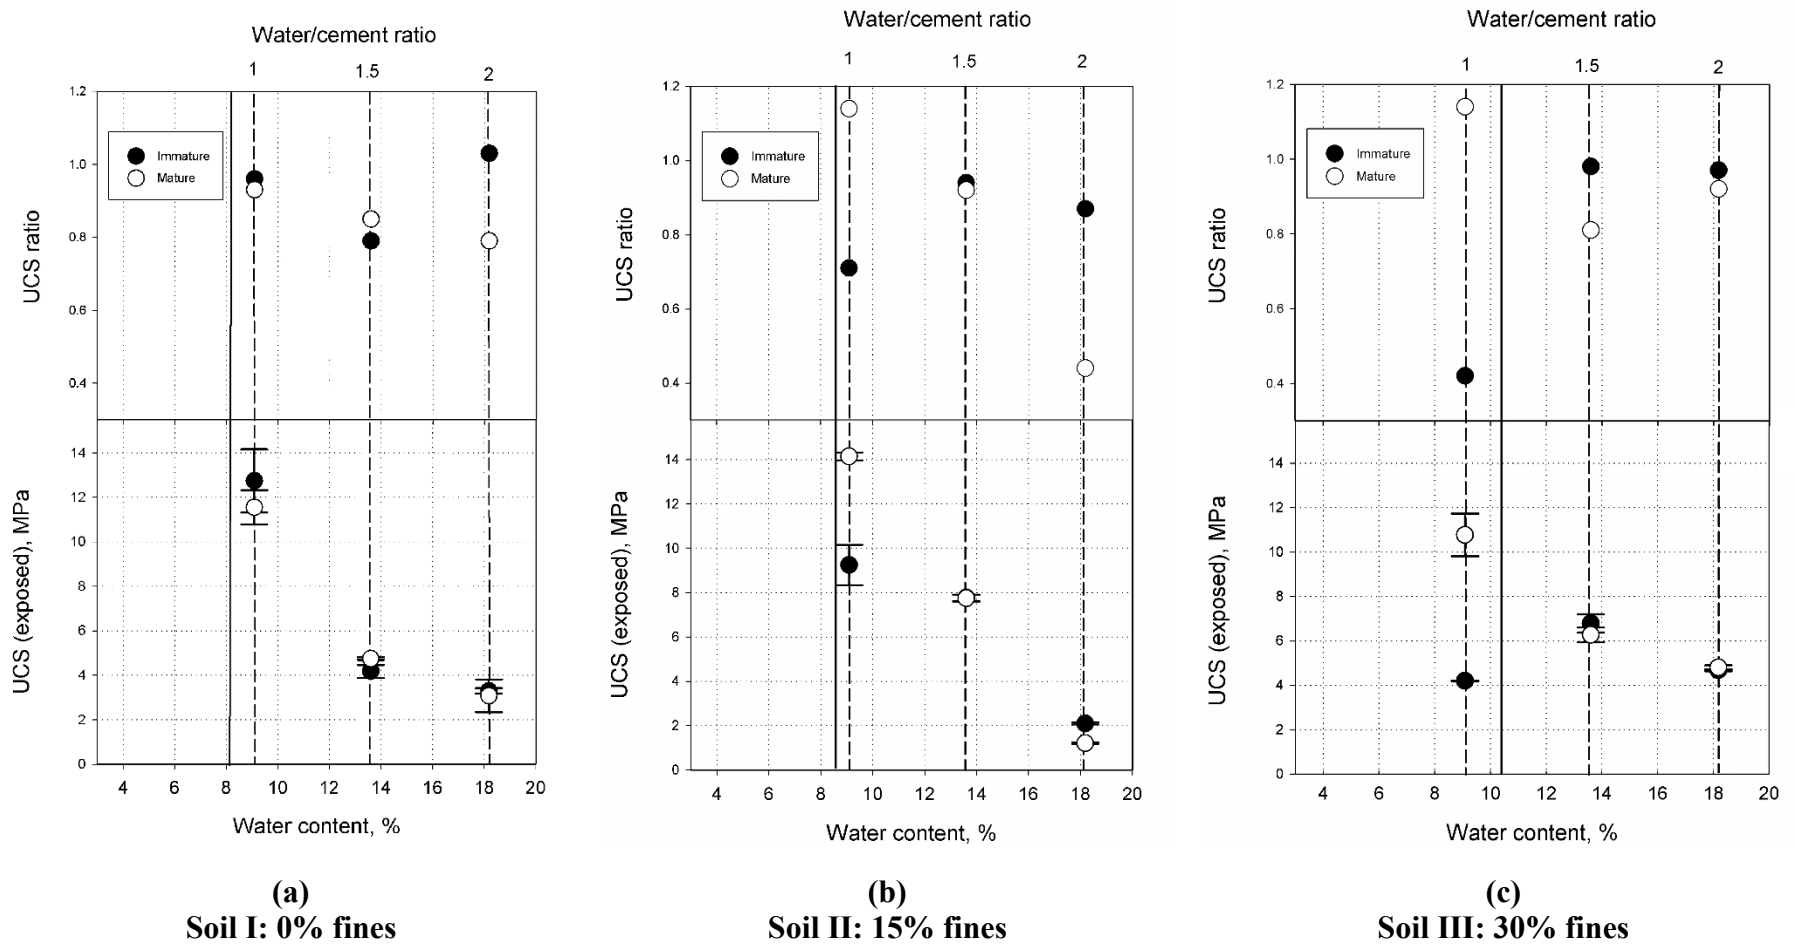 Water/cement ratio
1
1.5
2
1.2
1.0
0.8
0.6
0.4
UCS ratio
Immature
Mature
14
12
10
8
6
4
2
0
UCS (exposed), MPa
4 6 8 10 12 14 16 18 20
Water content, %
(a)
Soil I: 0% fines
Water/cement ratio
1
1.5
2
1.2
1.0
0.8
0.6
0.4
UCS ratio
Immature
Mature
14
12
10
8
6
4
2
0
UCS (exposed), MPa
4 6 8 10 12 14 16 18 20
Water content, %
(b)
Soil II: 15% fines
Water/cement ratio
1
1.5
2
1.2
1.0
0.8
0.6
0.4
UCS ratio
Immature
Mature
14
12
10
8
6
4
2
0
UCS (exposed), MPa
4 6 8 10 12 14 16 18 20
Water content, %
(c)
Soil III: 30% fines